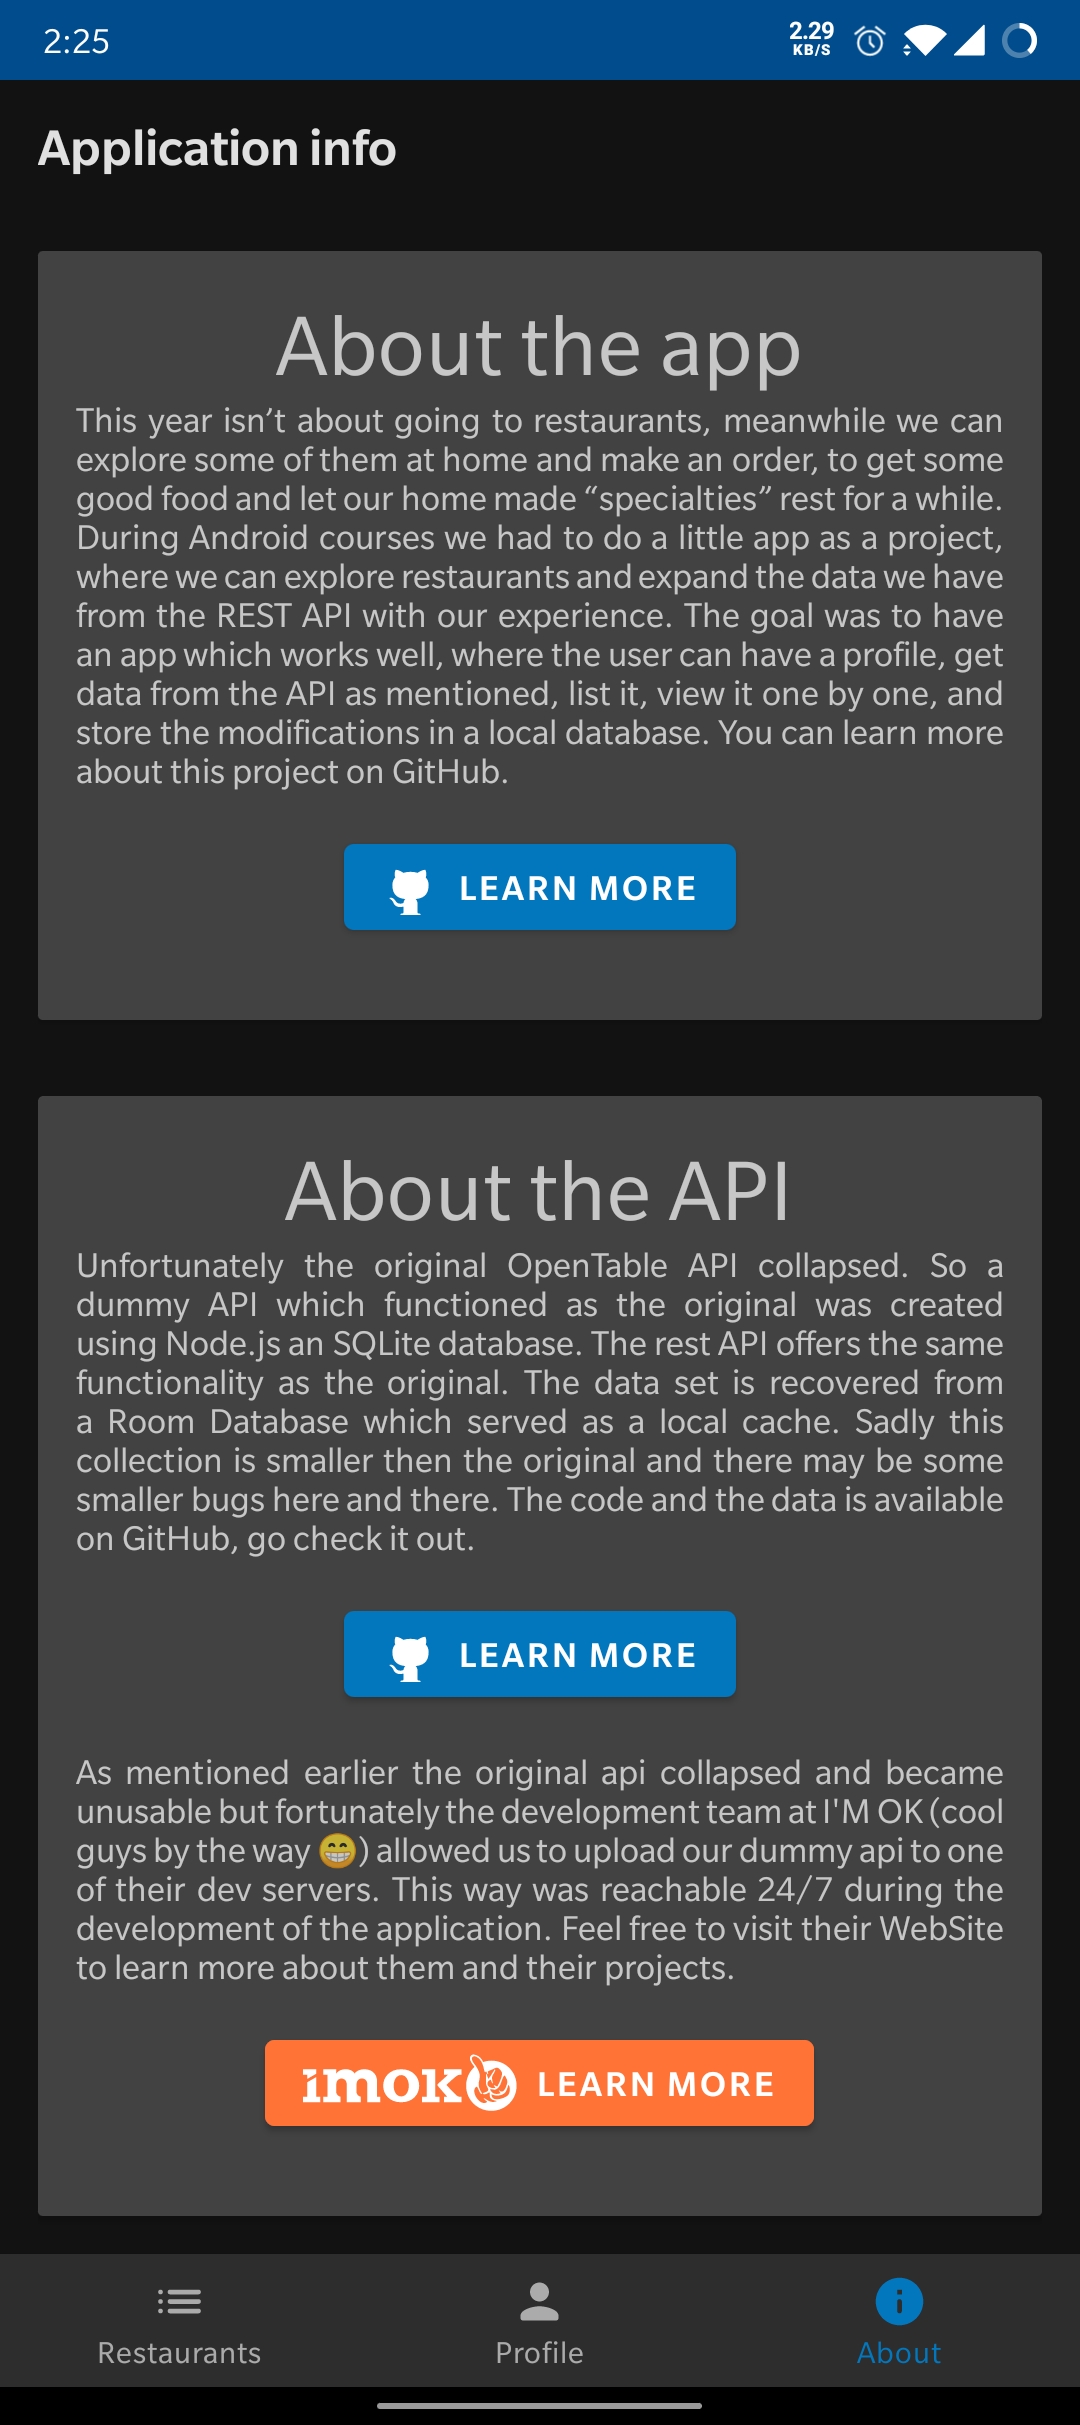 2:25
2.29
KB/S
Application info
About the app
This year isn’t about going to restaurants, meanwhile we can
explore some of them at home and make an order, to get some
good food and let our home made “specialties” rest for a while.
During Android courses we had to do a little app as a project,
where we can explore restaurants and expand the data we have
from the REST API with our experience. The goal was to have
an app which works well, where the user can have a profile, get
data from the API as mentioned, list it, view it one by one, and
store the modifications in a local database. You can learn more
about this project on GitHub.
LEARN MORE
About the API
Unfortunately the original OpenTable API collapsed. So a
dummy API which functioned as the original was created
using Node.js an SQLite database. The rest API offers the same
functionality as the original. The data set is recovered from
a Room Database which served as a local cache. Sadly this
collection is smaller then the original and there may be some
smaller bugs here and there. The code and the data is available
on GitHub, go check it out.
LEARN MORE
As mentioned earlier the original api collapsed and became
unusable but fortunately the development team at I'M OK (cool
guys by the way 😁) allowed us to upload our dummy api to one
of their dev servers. This way was reachable 24/7 during the
development of the application. Feel free to visit their WebSite
to learn more about them and their projects.
imok LEARN MORE
Restaurants
Profile
About